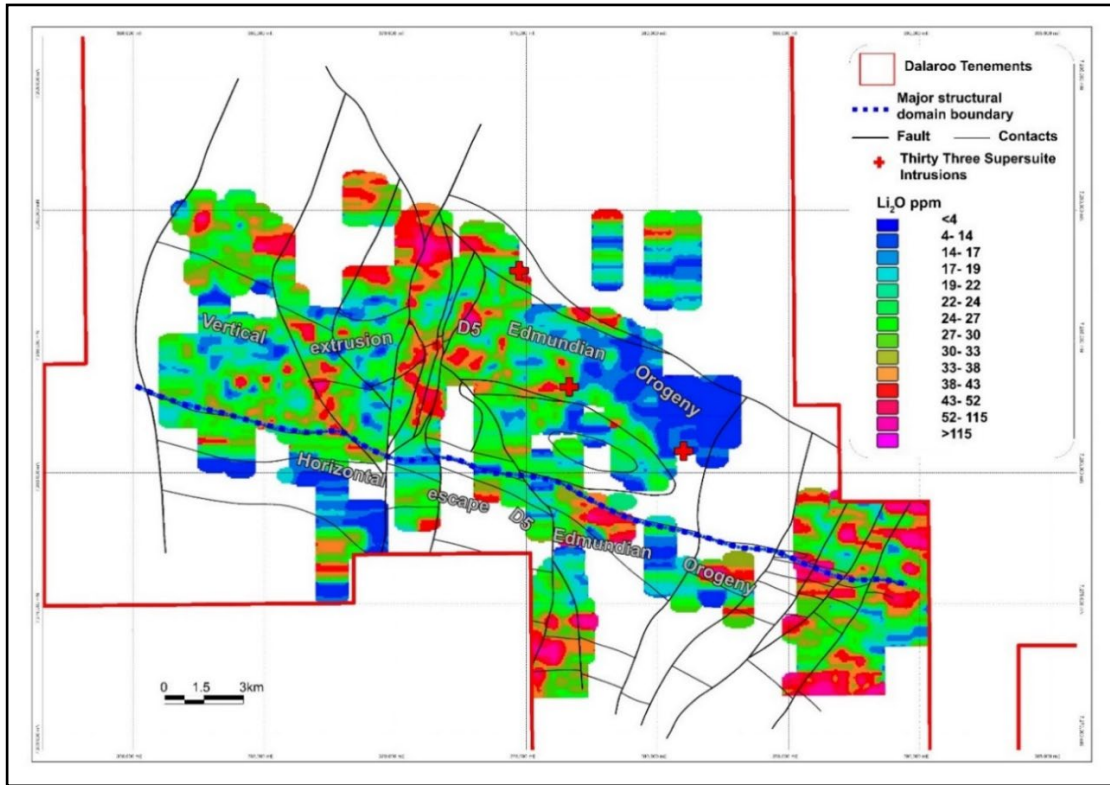 Dalaroo Tenements
Major structural
domain boundary
Fault
Contacts
Thirty Three Supersuite
Intrusions
Li₂O ppm
<4
4- 14
14- 17
17- 19
19- 22
22- 24
24- 27
27- 30
30- 33
33- 38
38- 43
43- 52
52- 115
>115
Vertical extrusion D5 Edmundian Orogeny
Horizontal escape D5 Edmundian Orogeny
0 1.5 3km